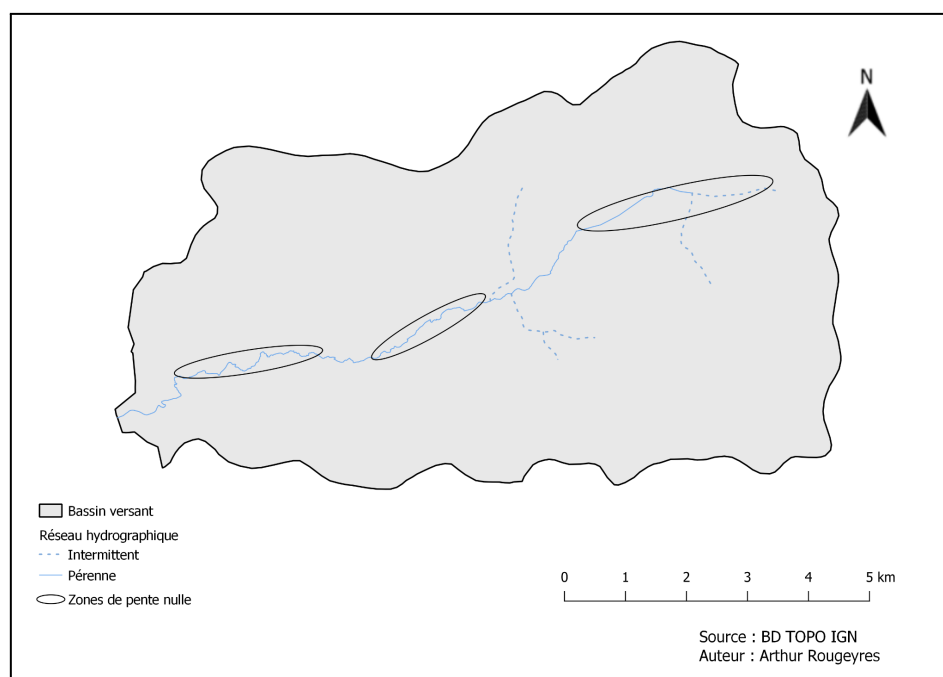 N
Bassin versant
Réseau hydrographique
Intermittent
Pérenne
Zones de pente nulle
0 1 2 3 4 5 km
Source : BD TOPO IGN
Auteur : Arthur Rougeyres